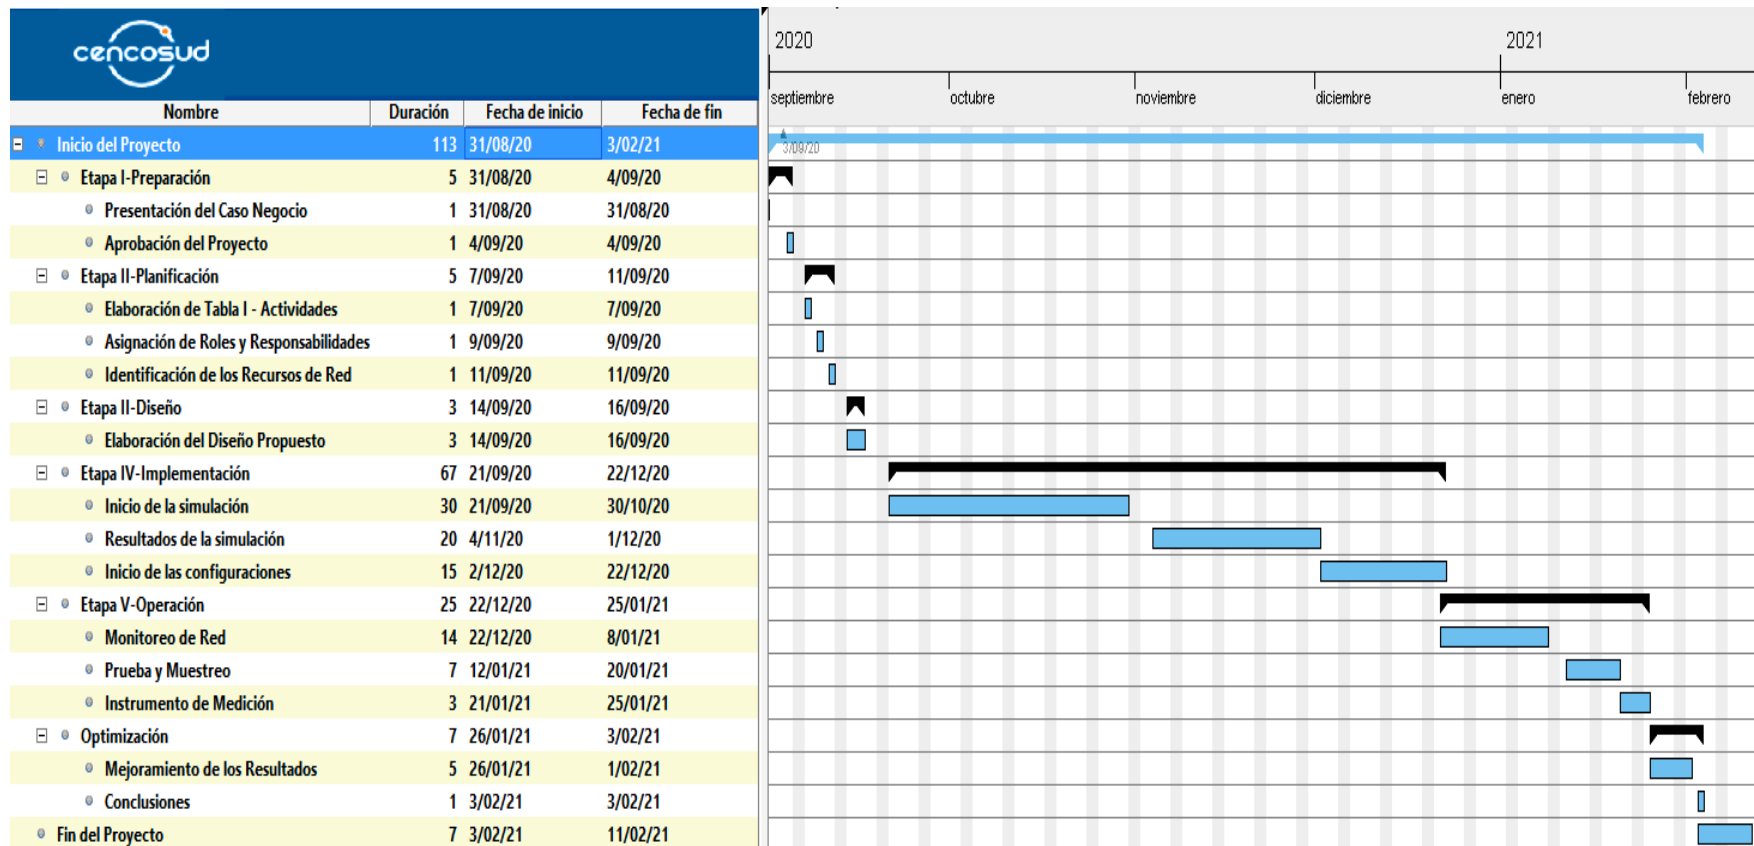 cencosud
2020 2021
septiembre octubre noviembre diciembre enero febrero
Nombre Duración Fecha de inicio Fecha de fin
Inicio del Proyecto 113 31/08/20 3/02/21
3/09/20
Etapa I-Preparación 5 31/08/20 4/09/20
Presentación del Caso Negocio 1 31/08/20 31/08/20
Aprobación del Proyecto 1 4/09/20 4/09/20
Etapa II-Planificación 5 7/09/20 11/09/20
Elaboración de Tabla I - Actividades 1 7/09/20 7/09/20
Asignación de Roles y Responsabilidades 1 9/09/20 9/09/20
Identificación de los Recursos de Red 1 11/09/20 11/09/20
Etapa II-Diseño 3 14/09/20 16/09/20
Elaboración del Diseño Propuesto 3 14/09/20 16/09/20
Etapa IV-Implementación 67 21/09/20 22/12/20
Inicio de la simulación 30 21/09/20 30/10/20
Resultados de la simulación 20 4/11/20 1/12/20
Inicio de las configuraciones 15 2/12/20 22/12/20
Etapa V-Operación 25 22/12/20 25/01/21
Monitoreo de Red 14 22/12/20 8/01/21
Prueba y Muestreo 7 12/01/21 20/01/21
Instrumento de Medición 3 21/01/21 25/01/21
Optimización 7 26/01/21 3/02/21
Mejoramiento de los Resultados 5 26/01/21 1/02/21
Conclusiones 1 3/02/21 3/02/21
Fin del Proyecto 7 3/02/21 11/02/21